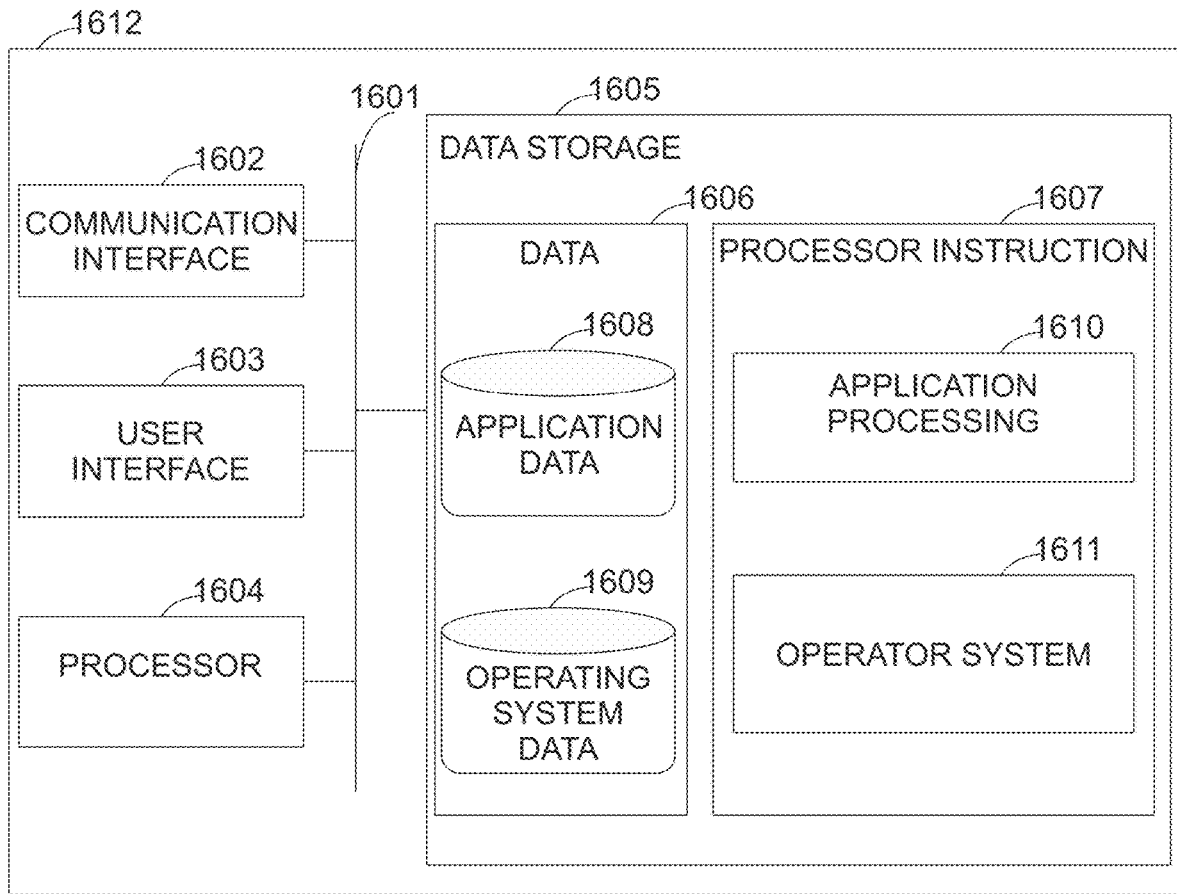 1612
1601
1602
COMMUNICATION
INTERFACE
1603
USER
INTERFACE
1604
PROCESSOR
1605
DATA STORAGE
1606
DATA
1608
APPLICATION
DATA
1609
OPERATING
SYSTEM
DATA
1607
PROCESSOR INSTRUCTION
1610
APPLICATION
PROCESSING
1611
OPERATOR SYSTEM